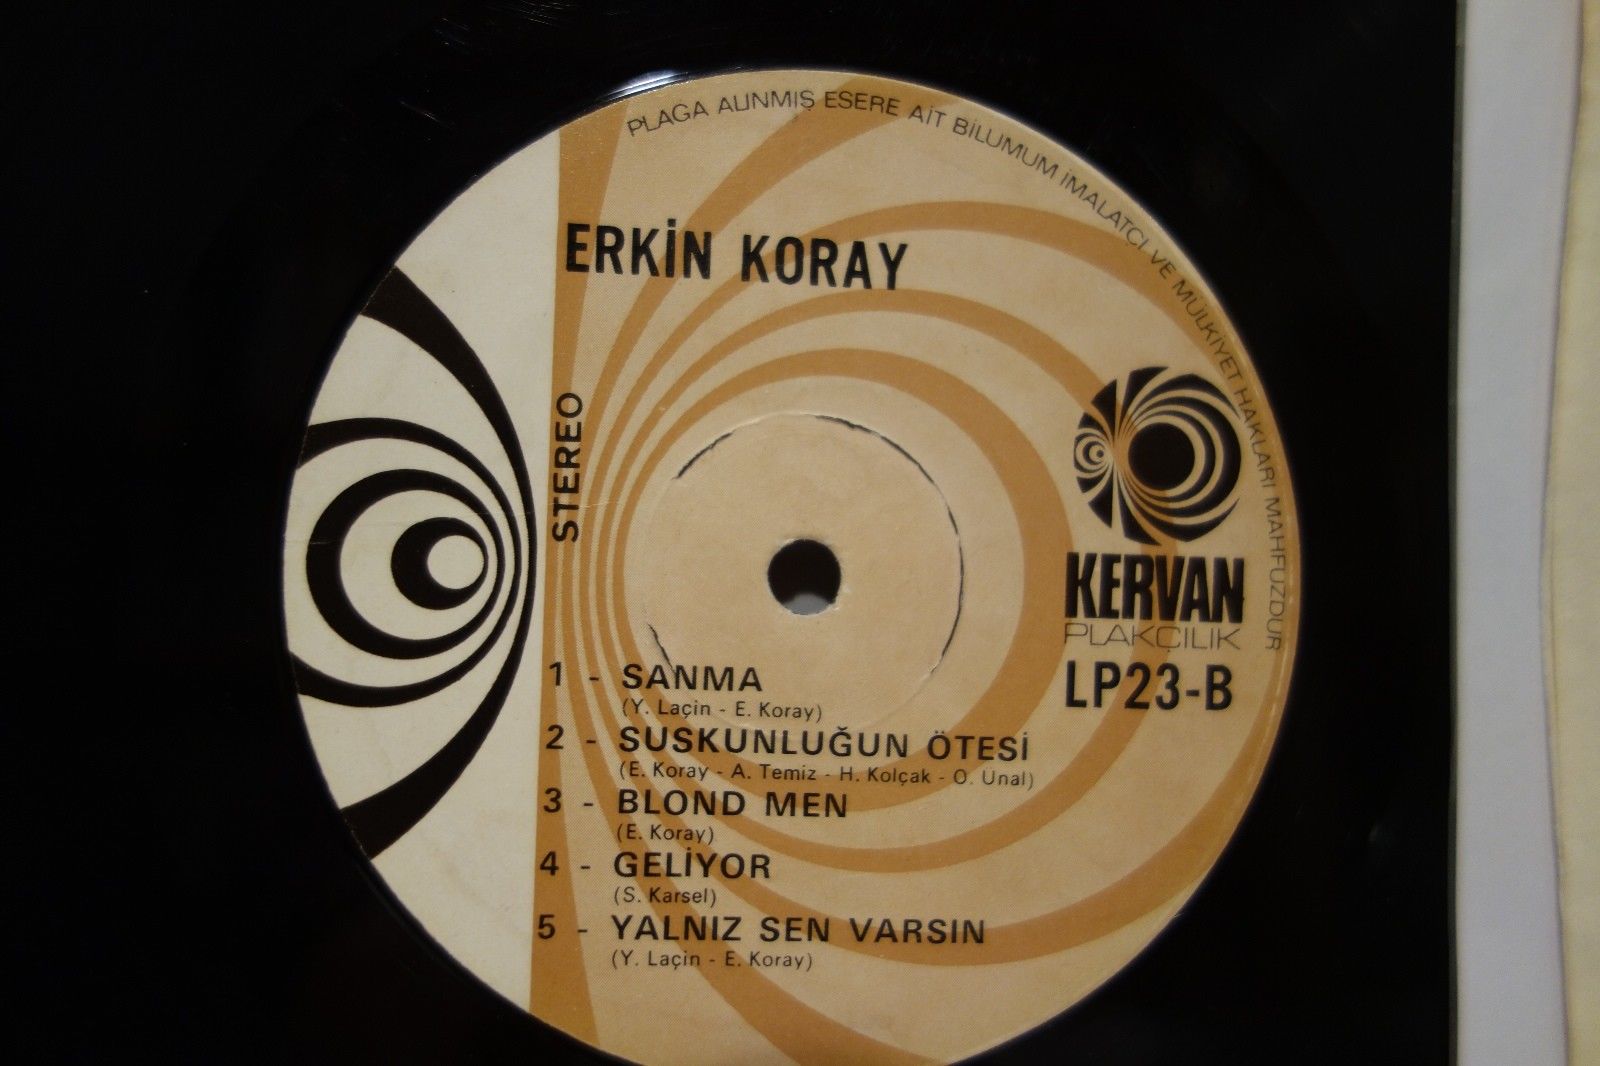 PLAGA ALINMIŞ ESERE AİT BİLUMUM İMALATÇI VE MÜLKİYET HAKLARI MAHFUZDUR
ERKİN KORAY
STEREO
KERVAN
PLAKÇILIK
LP23-B
1 - SANMA
(Y. Laçin - E. Koray)
2 - SUSKUNLUĞUN ÖTESİ
(E. Koray - A. Temiz - H. Kolçak - O. Unal)
3 - BLOND MEN
(E. Koray)
4 - GELİYOR
(S. Karsel)
5 - YALNIZ SEN VARSIN
(Y. Laçin - E. Koray)